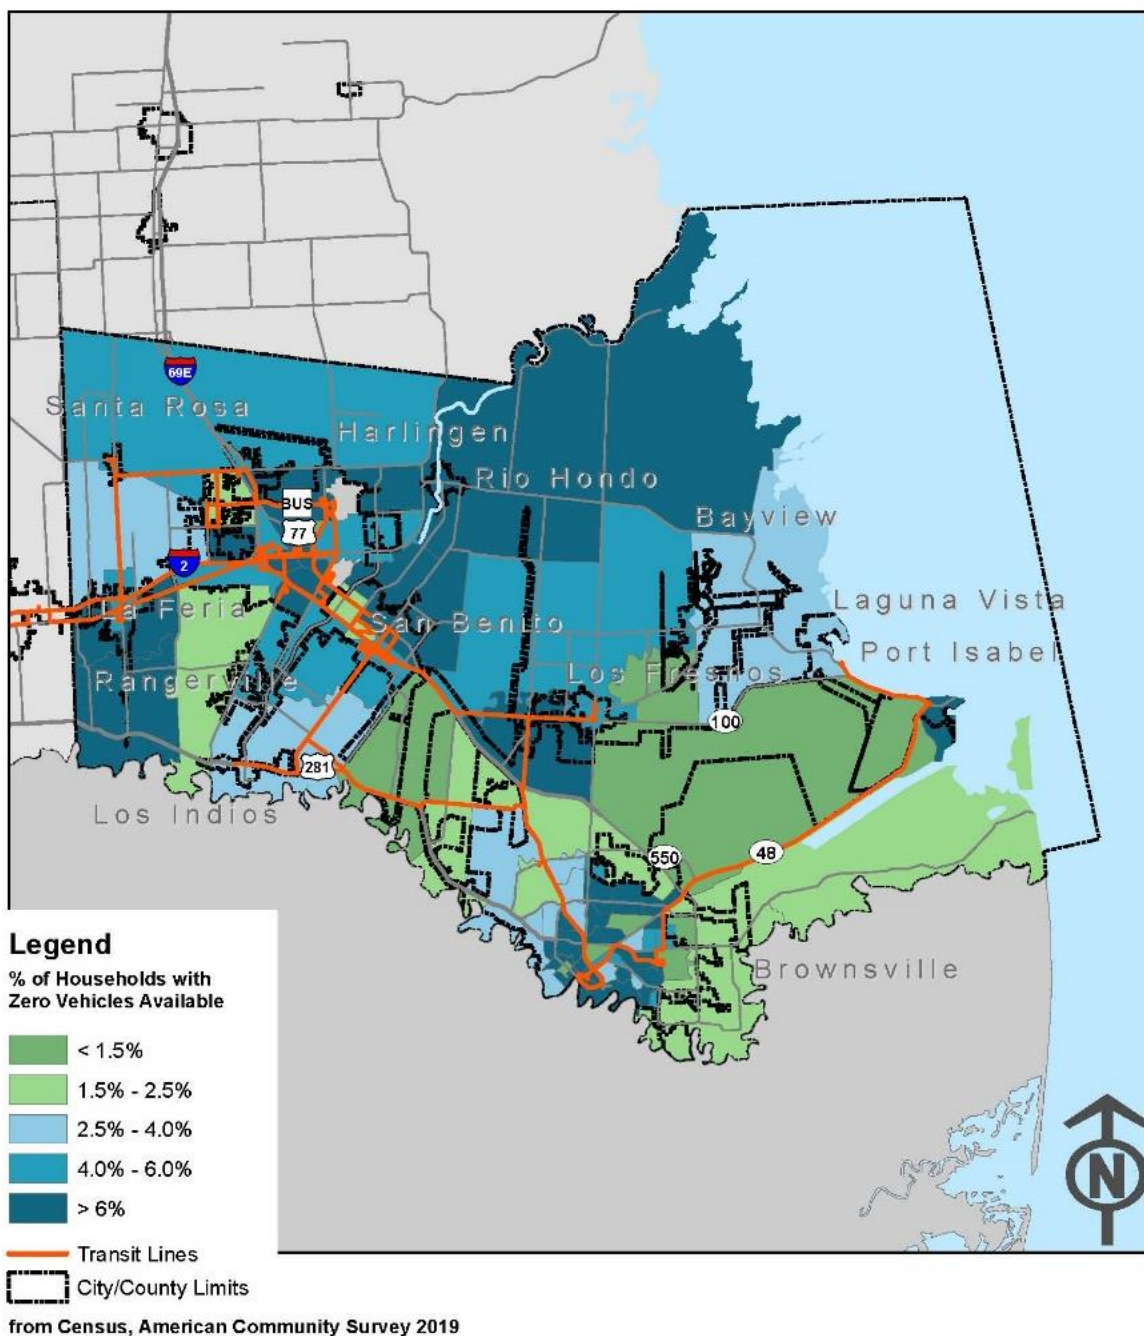 69E
Santa Rosa
Harlingen
Rio Hondo
BUS
77
Bayview
2
La Feria
San Benito
Laguna Vista
Port Isabel
Rangerville
Los Fresnos
100
281
Los Indios
550
48
Brownsville
Legend
% of Households with
Zero Vehicles Available
< 1.5%
1.5% - 2.5%
2.5% - 4.0%
4.0% - 6.0%
> 6%
Transit Lines
City/County Limits
N
from Census, American Community Survey 2019